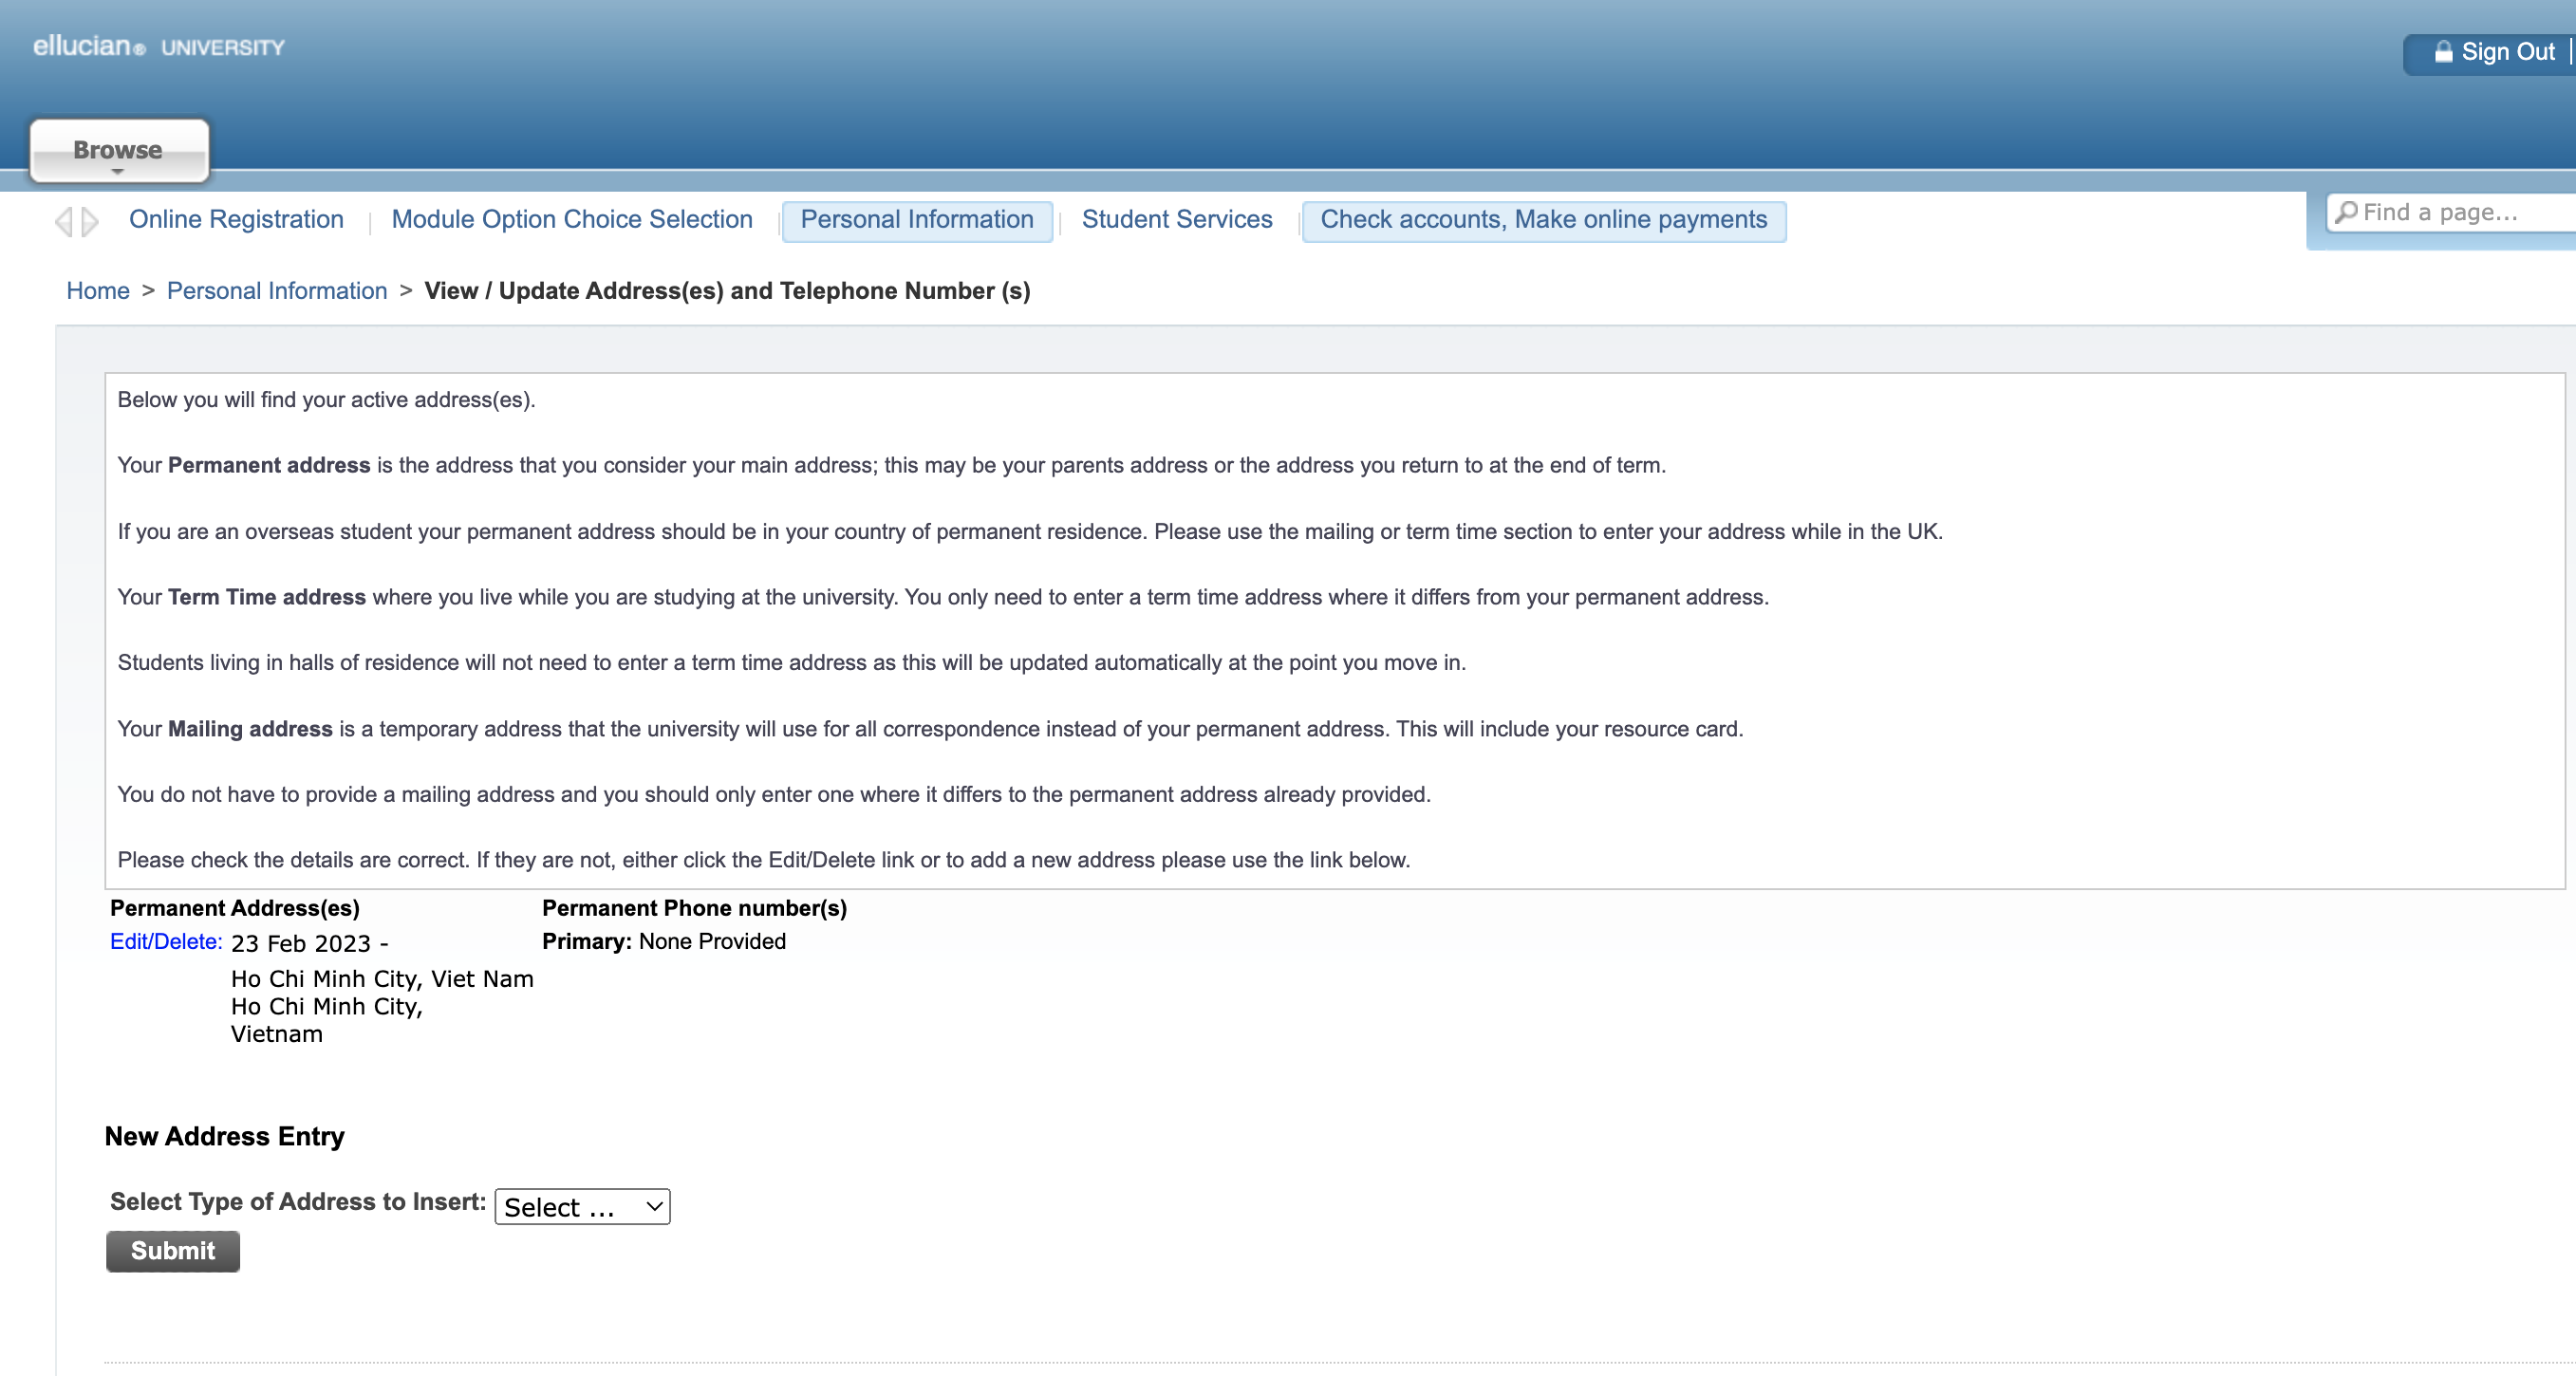 ellucian® UNIVERSITY
Sign Out |
Browse
Online Registration | Module Option Choice Selection | Personal Information | Student Services | Check accounts, Make online payments
Find a page...
Home > Personal Information > View / Update Address(es) and Telephone Number (s)
Below you will find your active address(es).
Your Permanent address is the address that you consider your main address; this may be your parents address or the address you return to at the end of term.
If you are an overseas student your permanent address should be in your country of permanent residence. Please use the mailing or term time section to enter your address while in the UK.
Your Term Time address where you live while you are studying at the university. You only need to enter a term time address where it differs from your permanent address.
Students living in halls of residence will not need to enter a term time address as this will be updated automatically at the point you move in.
Your Mailing address is a temporary address that the university will use for all correspondence instead of your permanent address. This will include your resource card.
You do not have to provide a mailing address and you should only enter one where it differs to the permanent address already provided.
Please check the details are correct. If they are not, either click the Edit/Delete link or to add a new address please use the link below.
Permanent Address(es) Permanent Phone number(s)
Edit/Delete: 23 Feb 2023 - Primary: None Provided
Ho Chi Minh City, Viet Nam
Ho Chi Minh City,
Vietnam
New Address Entry
Select Type of Address to Insert: Select ...
Submit